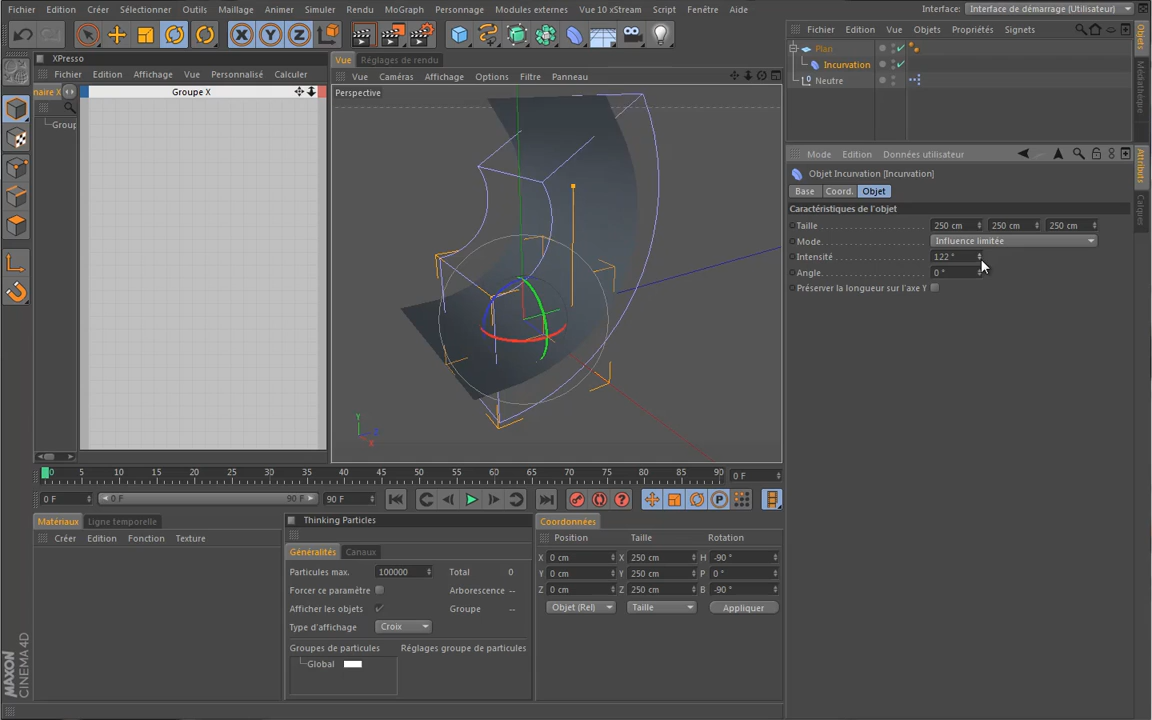 Fichier Edition Créer Sélectionner Outils Maillage Animer Simuler Rendu MoGraph Personnage Modules externes Vue 10 xStream Script Fenêtre Aide Interface: Interface de démarrage (Utilisateur)
XPresso
Fichier Edition Affichage Vue Personnalisé Calculer
naire X
Groupe X
Group
Vue Réglages de rendu
Vue Caméras Affichage Options Filtre Panneau
Perspective
Y
Z
X
Fichier Edition Vue Objets Propriétés Signets
Plan
Incurvation
Neutre
Objets
Médiathèque
Mode Edition Données utilisateur
Objet Incurvation [Incurvation]
Base Coord. Objet
Caractéristiques de l'objet
Taille 250 cm 250 cm 250 cm
Mode Influence limitée
Intensité 122 °
Angle 0 °
Préserver la longueur sur l'axe Y
Attributs
Calques
0 5 10 15 20 25 30 35 40 45 50 55 60 65 70 75 80 85 90 0 F
0 F 0 F 90 F 90 F
Matériaux Ligne temporelle
Créer Edition Fonction Texture
Thinking Particles
Généralités Canaux
Particules max. 100000 Total 0
Forcer ce paramètre Arborescence --
Afficher les objets Groupe --
Type d'affichage Croix
Groupes de particules Réglages groupe de particules
Global
Coordonnées
Position Taille Rotation
X 0 cm X 250 cm H -90 °
Y 0 cm Y 250 cm P 0 °
Z 0 cm Z 250 cm B -90 °
Objet (Rel) Taille Appliquer
MAXON
CINEMA 4D